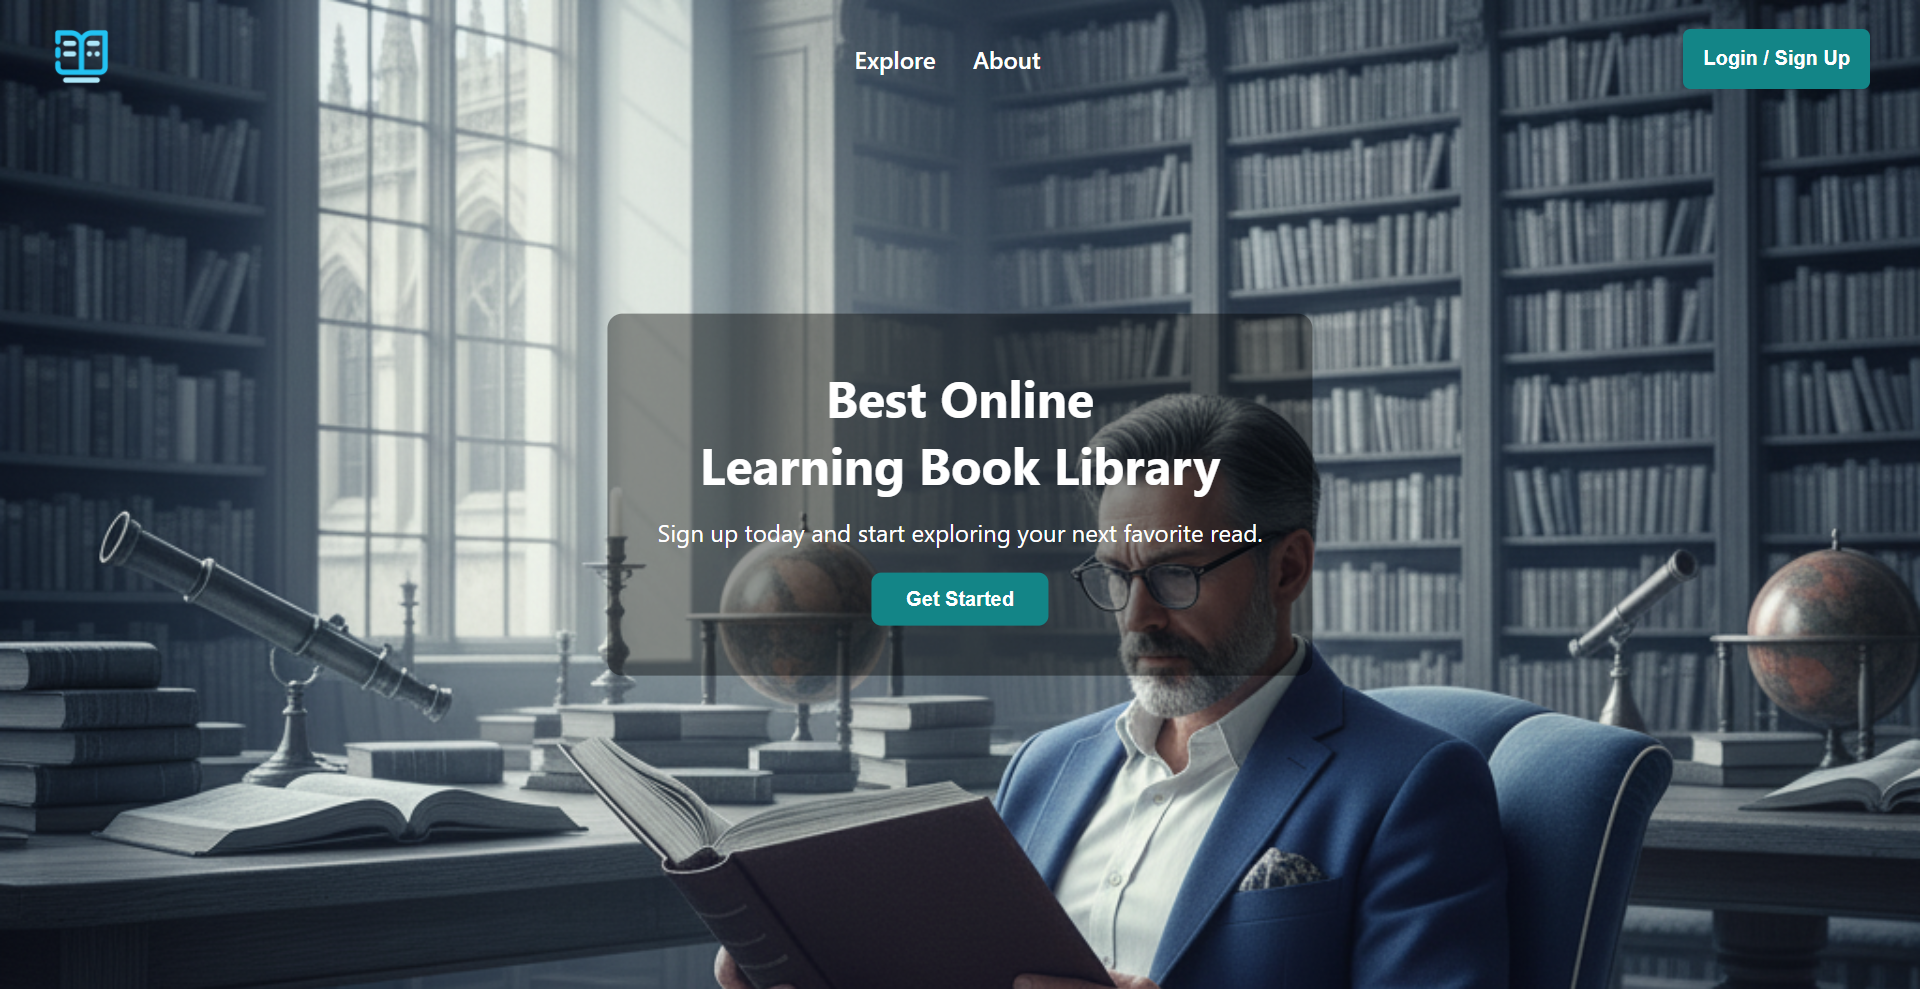 Explore
About
Login / Sign Up
Best Online
Learning Book Library
Sign up today and start exploring your next favorite read.
Get Started